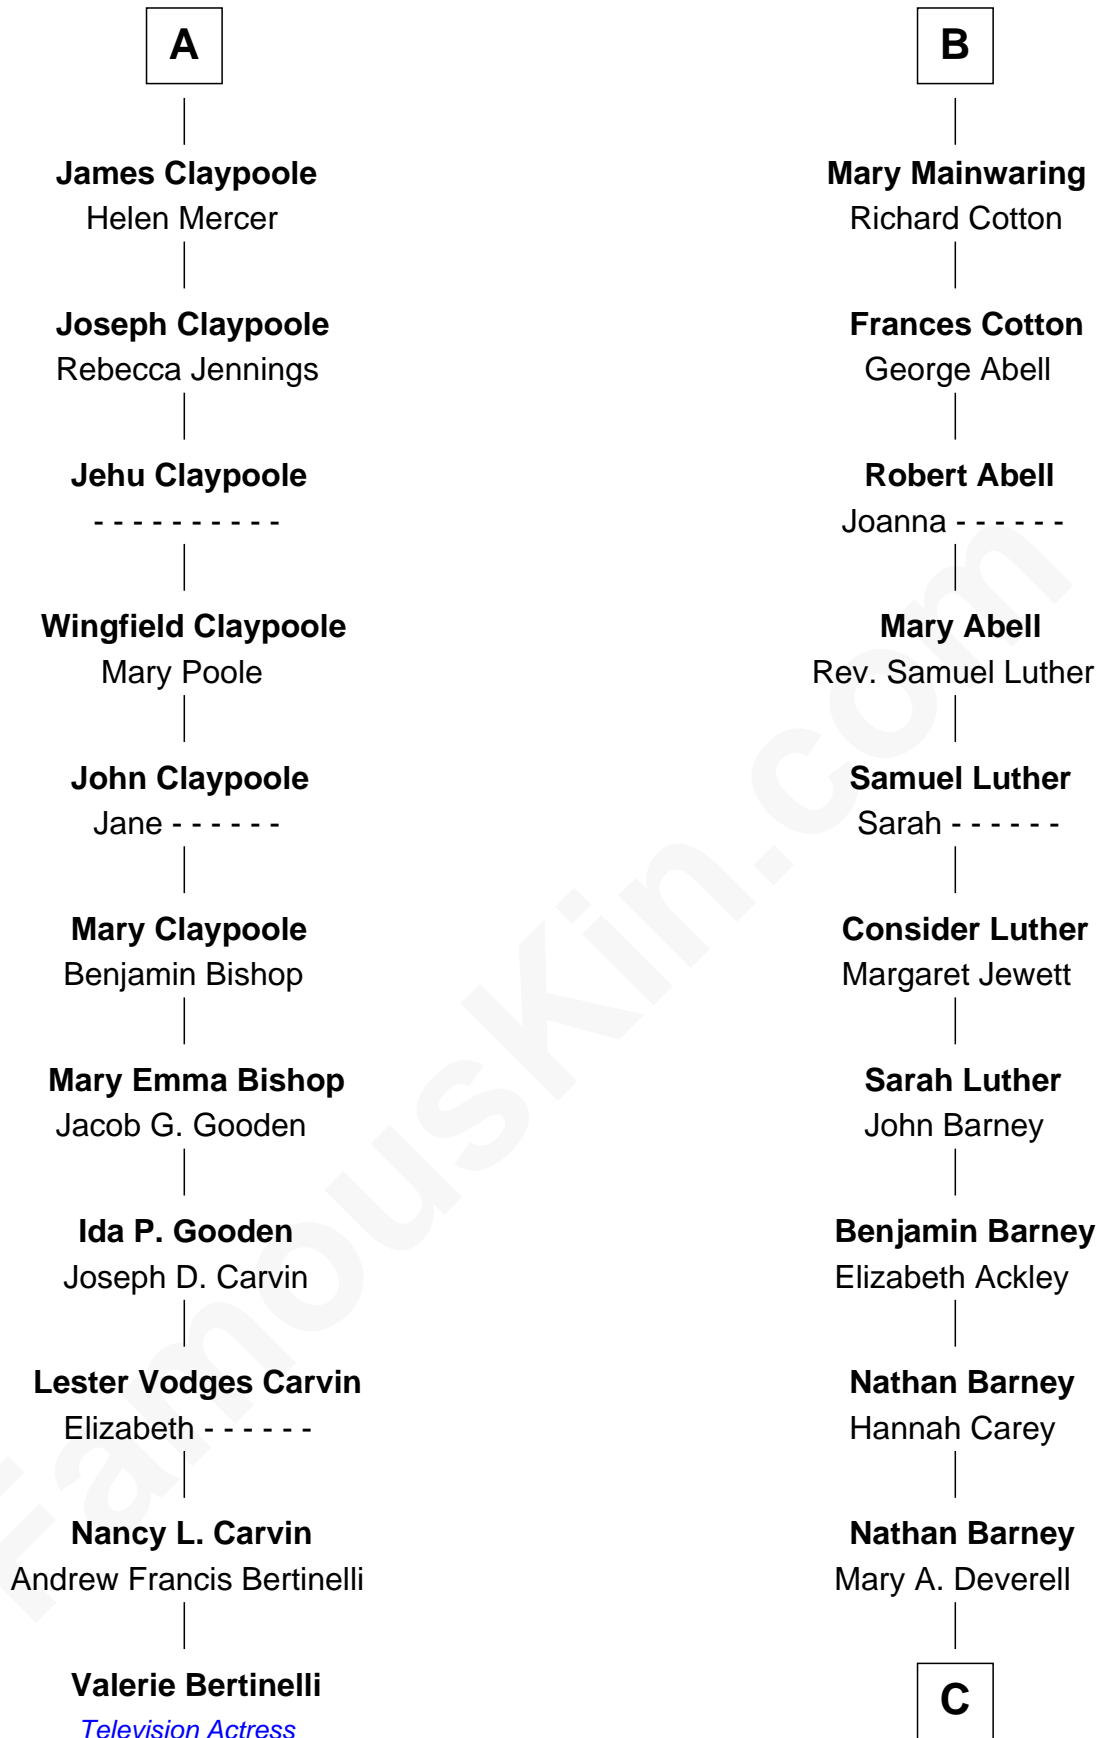 A
James Claypoole
Helen Mercer
Joseph Claypoole
Rebecca Jennings
Jehu Claypoole
- - - - - - - - - -
Wingfield Claypoole
Mary Poole
John Claypoole
Jane - - - - - -
Mary Claypoole
Benjamin Bishop
Mary Emma Bishop
Jacob G. Gooden
Ida P. Gooden
Joseph D. Carvin
Lester Vodges Carvin
Elizabeth - - - - - -
Nancy L. Carvin
Andrew Francis Bertinelli
Valerie Bertinelli
Television Actress
B
Mary Mainwaring
Richard Cotton
Frances Cotton
George Abell
Robert Abell
Joanna - - - - - -
Mary Abell
Rev. Samuel Luther
Samuel Luther
Sarah - - - - - -
Consider Luther
Margaret Jewett
Sarah Luther
John Barney
Benjamin Barney
Elizabeth Ackley
Nathan Barney
Hannah Carey
Nathan Barney
Mary A. Deverell
C
FamousKin.com